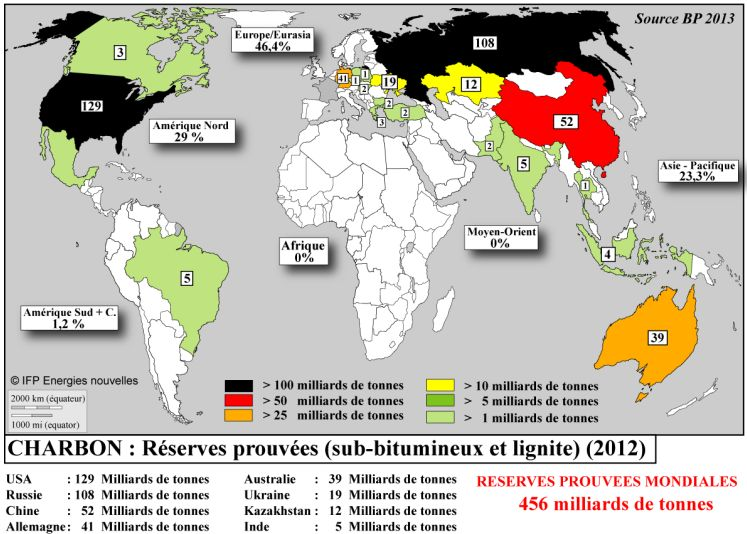 Source BP 2013
Europe/Eurasia
46,4%
3
108
129
41
1
1
2
19
12
2
3
2
52
Amérique Nord
29 %
2
5
Asie - Pacifique
23,3%
1
Afrique
0%
Moyen-Orient
0%
4
5
Amérique Sud + C.
1,2 %
39
© IFP Energies nouvelles
2000 km (équateur)
1000 mi (equator)
> 100 milliards de tonnes
> 50 milliards de tonnes
> 25 milliards de tonnes
> 10 milliards de tonnes
> 5 milliards de tonnes
> 1 milliards de tonnes
CHARBON : Réserves prouvées (sub-bitumineux et lignite) (2012)
USA : 129 Milliards de tonnes
Russie : 108 Milliards de tonnes
Chine : 52 Milliards de tonnes
Allemagne : 41 Milliards de tonnes
Australie : 39 Milliards de tonnes
Ukraine : 19 Milliards de tonnes
Kazakhstan : 12 Milliards de tonnes
Inde : 5 Milliards de tonnes
RESERVES PROUVEES MONDIALES
456 milliards de tonnes